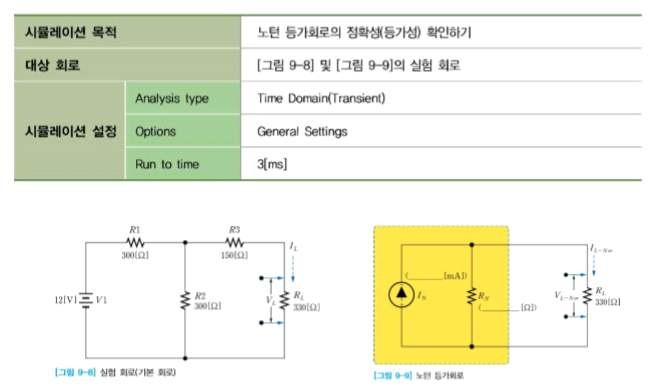 시뮬레이션 목적 노턴 등가회로의 정확성(등가성) 확인하기
대상 회로 [그림 9-8] 및 [그림 9-9]의 실험 회로
시뮬레이션 설정
Analysis type Time Domain(Transient)
Options General Settings
Run to time 3[ms]
R1
300[Ω]
R3
150[Ω]
I_L
12[V] V1
R2
300[Ω]
V_L
R_L
330[Ω]
[그림 9-8] 실험 회로(기본 회로)
I_L-Nor
(____[mA])
I_N
R_N
(____[Ω])
V_L-Nor
R_L
330[Ω]
[그림 9-9] 노턴 등가회로